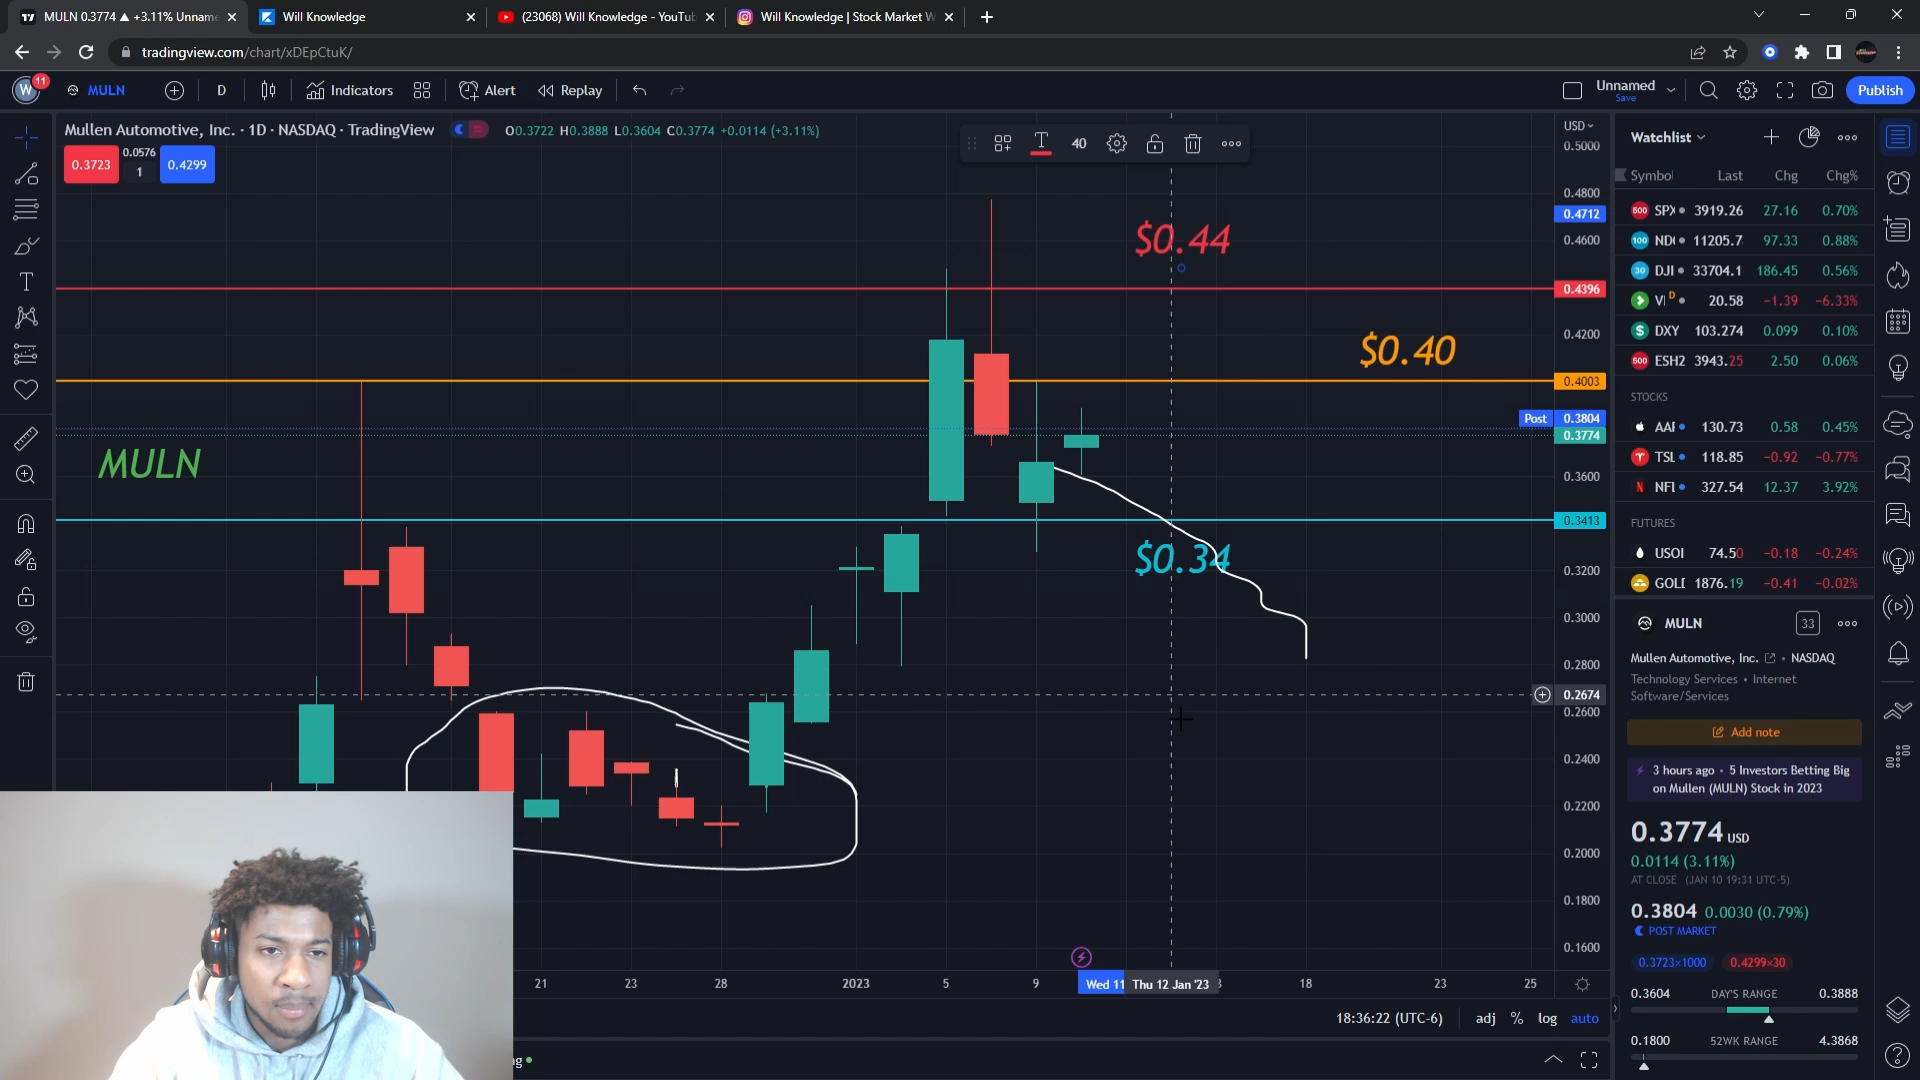 MULN 0.3774 ▲ +3.11% Unname
Will Knowledge
(23068) Will Knowledge - YouTub
Will Knowledge | Stock Market W
tradingview.com/chart/xDEpCtuK/
W
11
MULN
D
Indicators
Alert
Replay
Unnamed
Save
Publish
Mullen Automotive, Inc. · 1D · NASDAQ · TradingView
O0.3722 H0.3888 L0.3604 C0.3774 +0.0114 (+3.11%)
0.3723
0.0576
1
0.4299
T
40
USD
0.5000
0.4800
0.4712
0.4600
0.4396
0.4200
0.4003
Post
0.3804
0.3774
0.3600
0.3413
0.3200
0.3000
0.2800
0.2674
0.2600
0.2400
0.2200
0.2000
0.1800
0.1600
$0.44
$0.40
MULN
$0.34
21
23
28
2023
5
9
Wed 11
Thu 12 Jan '23
18
23
25
18:36:22 (UTC-6)
adj
%
log
auto
Watchlist
Symbol
Last
Chg
Chg%
500 SPX 3919.26 27.16 0.70%
100 NDX 11205.7 97.33 0.88%
30 DJI 33704.1 186.45 0.56%
VI D 20.58 −1.39 −6.33%
$ DXY 103.274 0.099 0.10%
500 ESH2 3943.25 2.50 0.06%
STOCKS
AAF 130.73 0.58 0.45%
TSL 118.85 −0.92 −0.77%
N NFL 327.54 12.37 3.92%
FUTURES
USOI 74.50 −0.18 −0.24%
GOLD 1876.19 −0.41 −0.02%
MULN
33
Mullen Automotive, Inc. • NASDAQ
Technology Services • Internet
Software/Services
Add note
3 hours ago • 5 Investors Betting Big
on Mullen (MULN) Stock in 2023
0.3774 USD
0.0114 (3.11%)
AT CLOSE (JAN 10 19:31 UTC-5)
0.3804 0.0030 (0.79%)
POST MARKET
0.3723×1000
0.4299×30
0.3604 DAY'S RANGE 0.3888
0.1800 52WK RANGE 4.3868